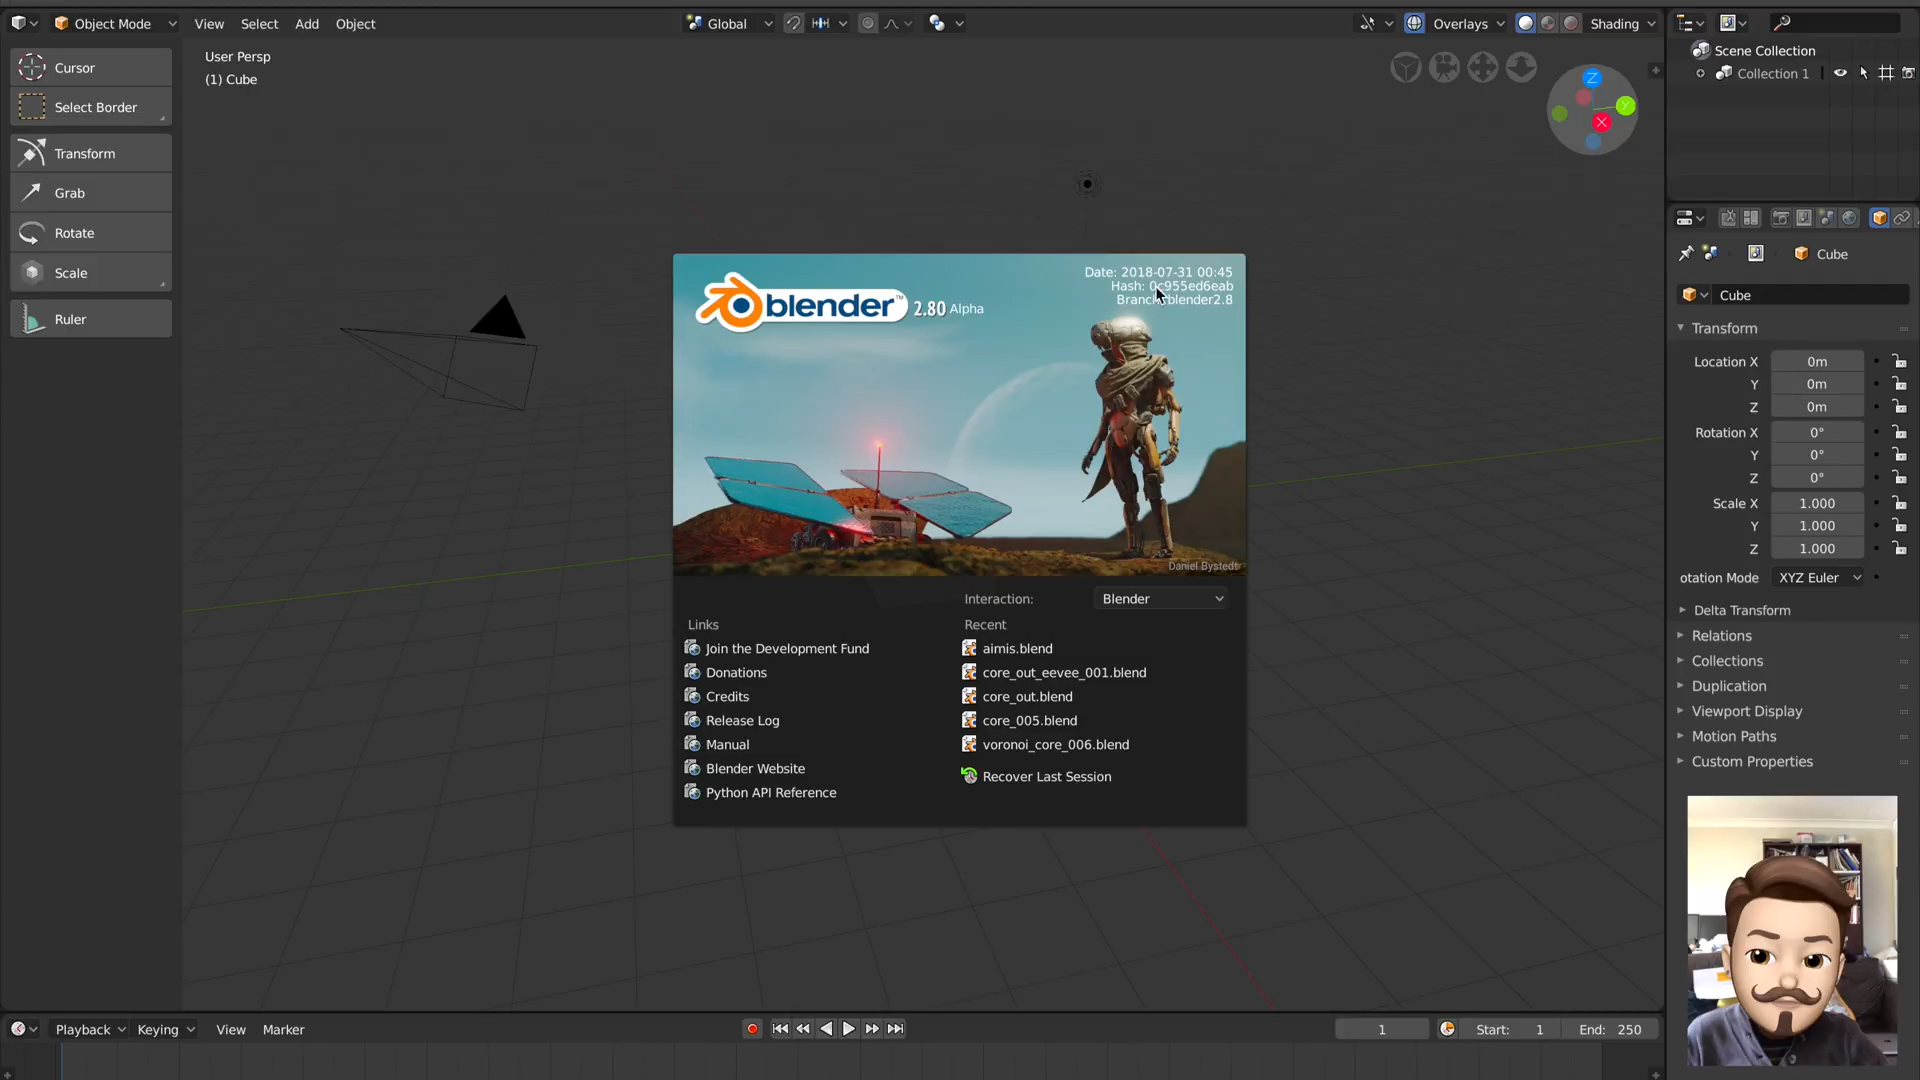 Object Mode View Select Add Object Global Overlays Shading
User Persp
(1) Cube
Cursor
Select Border
Transform
Grab
Rotate
Scale
Ruler
Z
Y
X
blender™ 2.80 Alpha
Date: 2018-07-31 00:45
Hash: 0c955ed6eab
Branch: blender2.8
Daniel Bystedt
Interaction: Blender
Links
Join the Development Fund
Donations
Credits
Release Log
Manual
Blender Website
Python API Reference
Recent
aimis.blend
core_out_eevee_001.blend
core_out.blend
core_005.blend
voronoi_core_006.blend
Recover Last Session
Scene Collection
Collection 1
Cube
Cube
Transform
Location X 0m
Y 0m
Z 0m
Rotation X 0°
Y 0°
Z 0°
Scale X 1.000
Y 1.000
Z 1.000
otation Mode XYZ Euler
Delta Transform
Relations
Collections
Duplication
Viewport Display
Motion Paths
Custom Properties
Playback Keying View Marker 1 Start: 1 End: 250